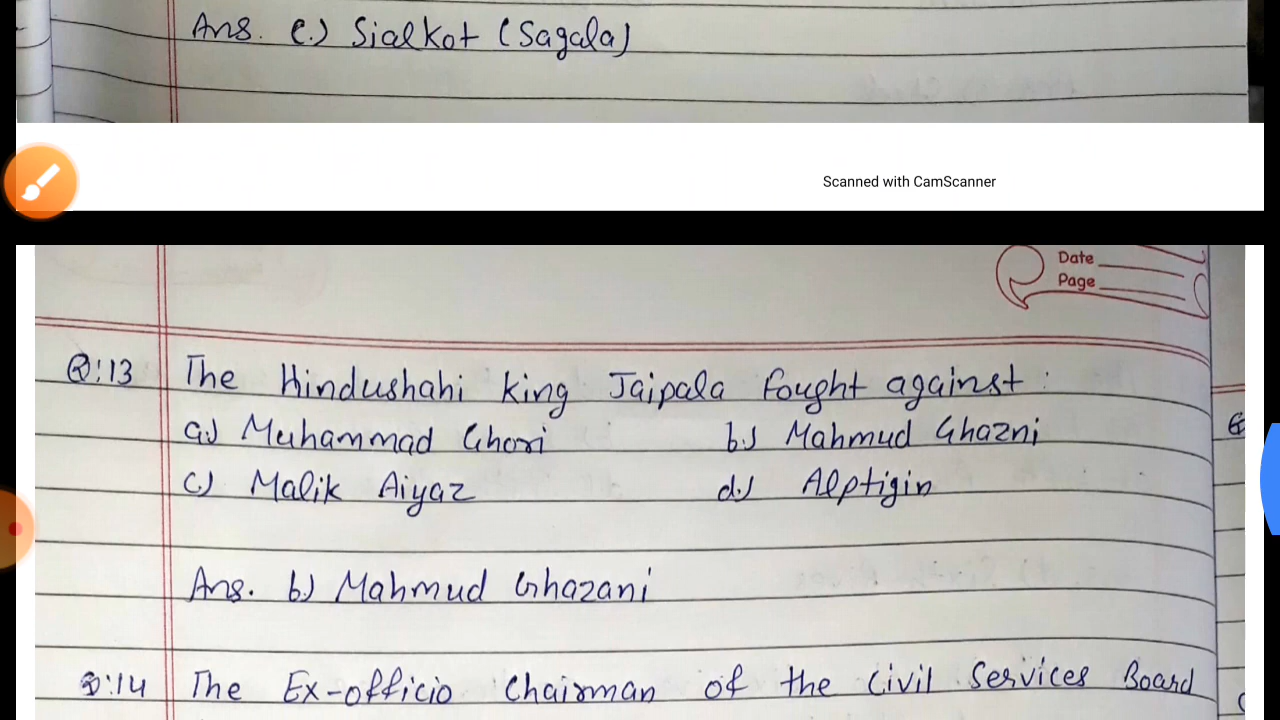 Ans. c.) Sialkot (Sagala)
Scanned with CamScanner
Date
Page
Q:13 The Hindushahi King Jaipala Fought against:
a.) Muhammad Ghori b.) Mahmud Ghazni
c) Malik Aiyaz d.) Alptigin
Ans. b.) Mahmud Ghazani
Q:14 The Ex-officio Chairman of the Civil Services Board